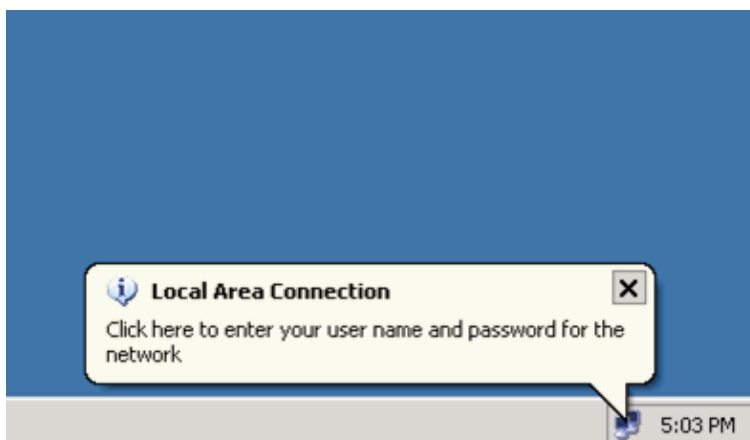 Local Area Connection
Click here to enter your user name and password for the
network
5:03 PM